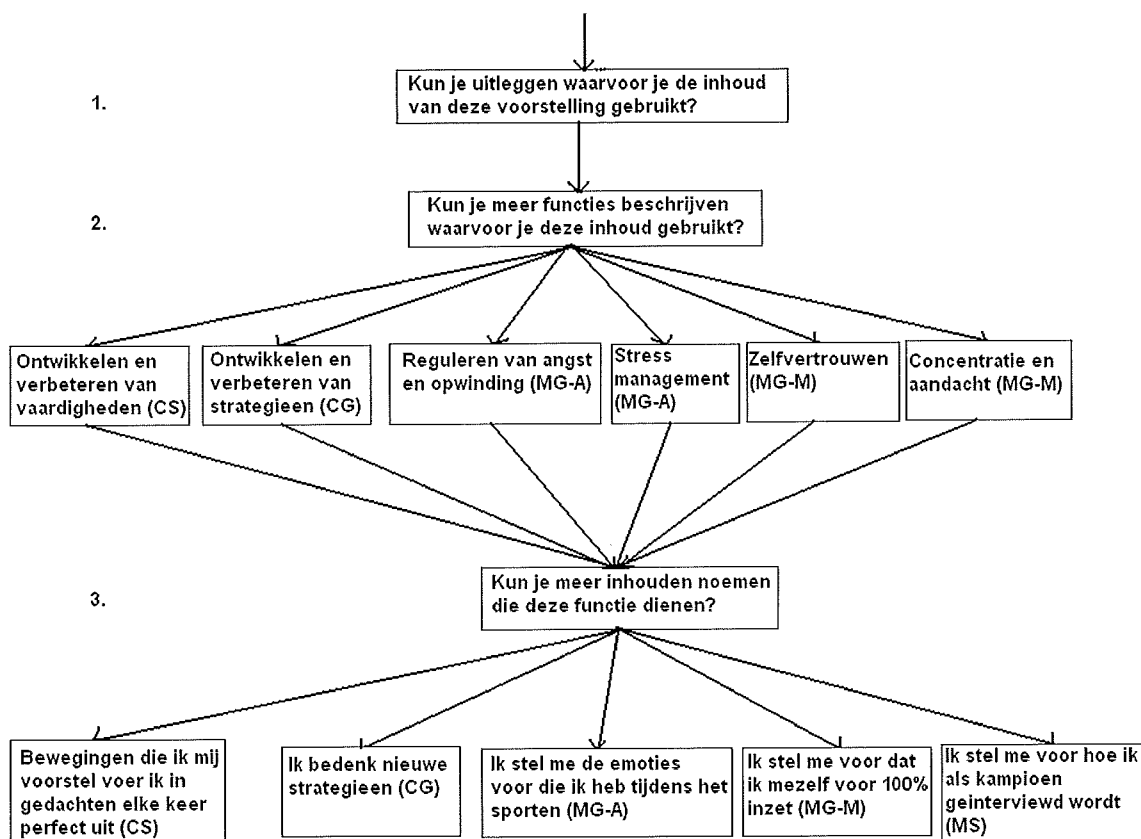 1.
Kun je uitleggen waarvoor je de inhoud
van deze voorstelling gebruikt?
2.
Kun je meer functies beschrijven
waarvoor je deze inhoud gebruikt?
Ontwikkelen en
verbeteren van
vaardigheden (CS)
Ontwikkelen en
verbeteren van
strategieen (CG)
Reguleren van angst
en opwinding (MG-A)
Stress
management
(MG-A)
Zelfvertrouwen
(MG-M)
Concentratie en
aandacht (MG-M)
3.
Kun je meer inhouden noemen
die deze functie dienen?
Bewegingen die ik mij
voorstel voer ik in
gedachten elke keer
perfect uit (CS)
Ik bedenk nieuwe
strategieen (CG)
Ik stel me de emoties
voor die ik heb tijdens het
sporten (MG-A)
Ik stel me voor dat
ik mezelf voor 100%
inzet (MG-M)
Ik stel me voor hoe ik
als kampioen
geinterviewd wordt
(MS)